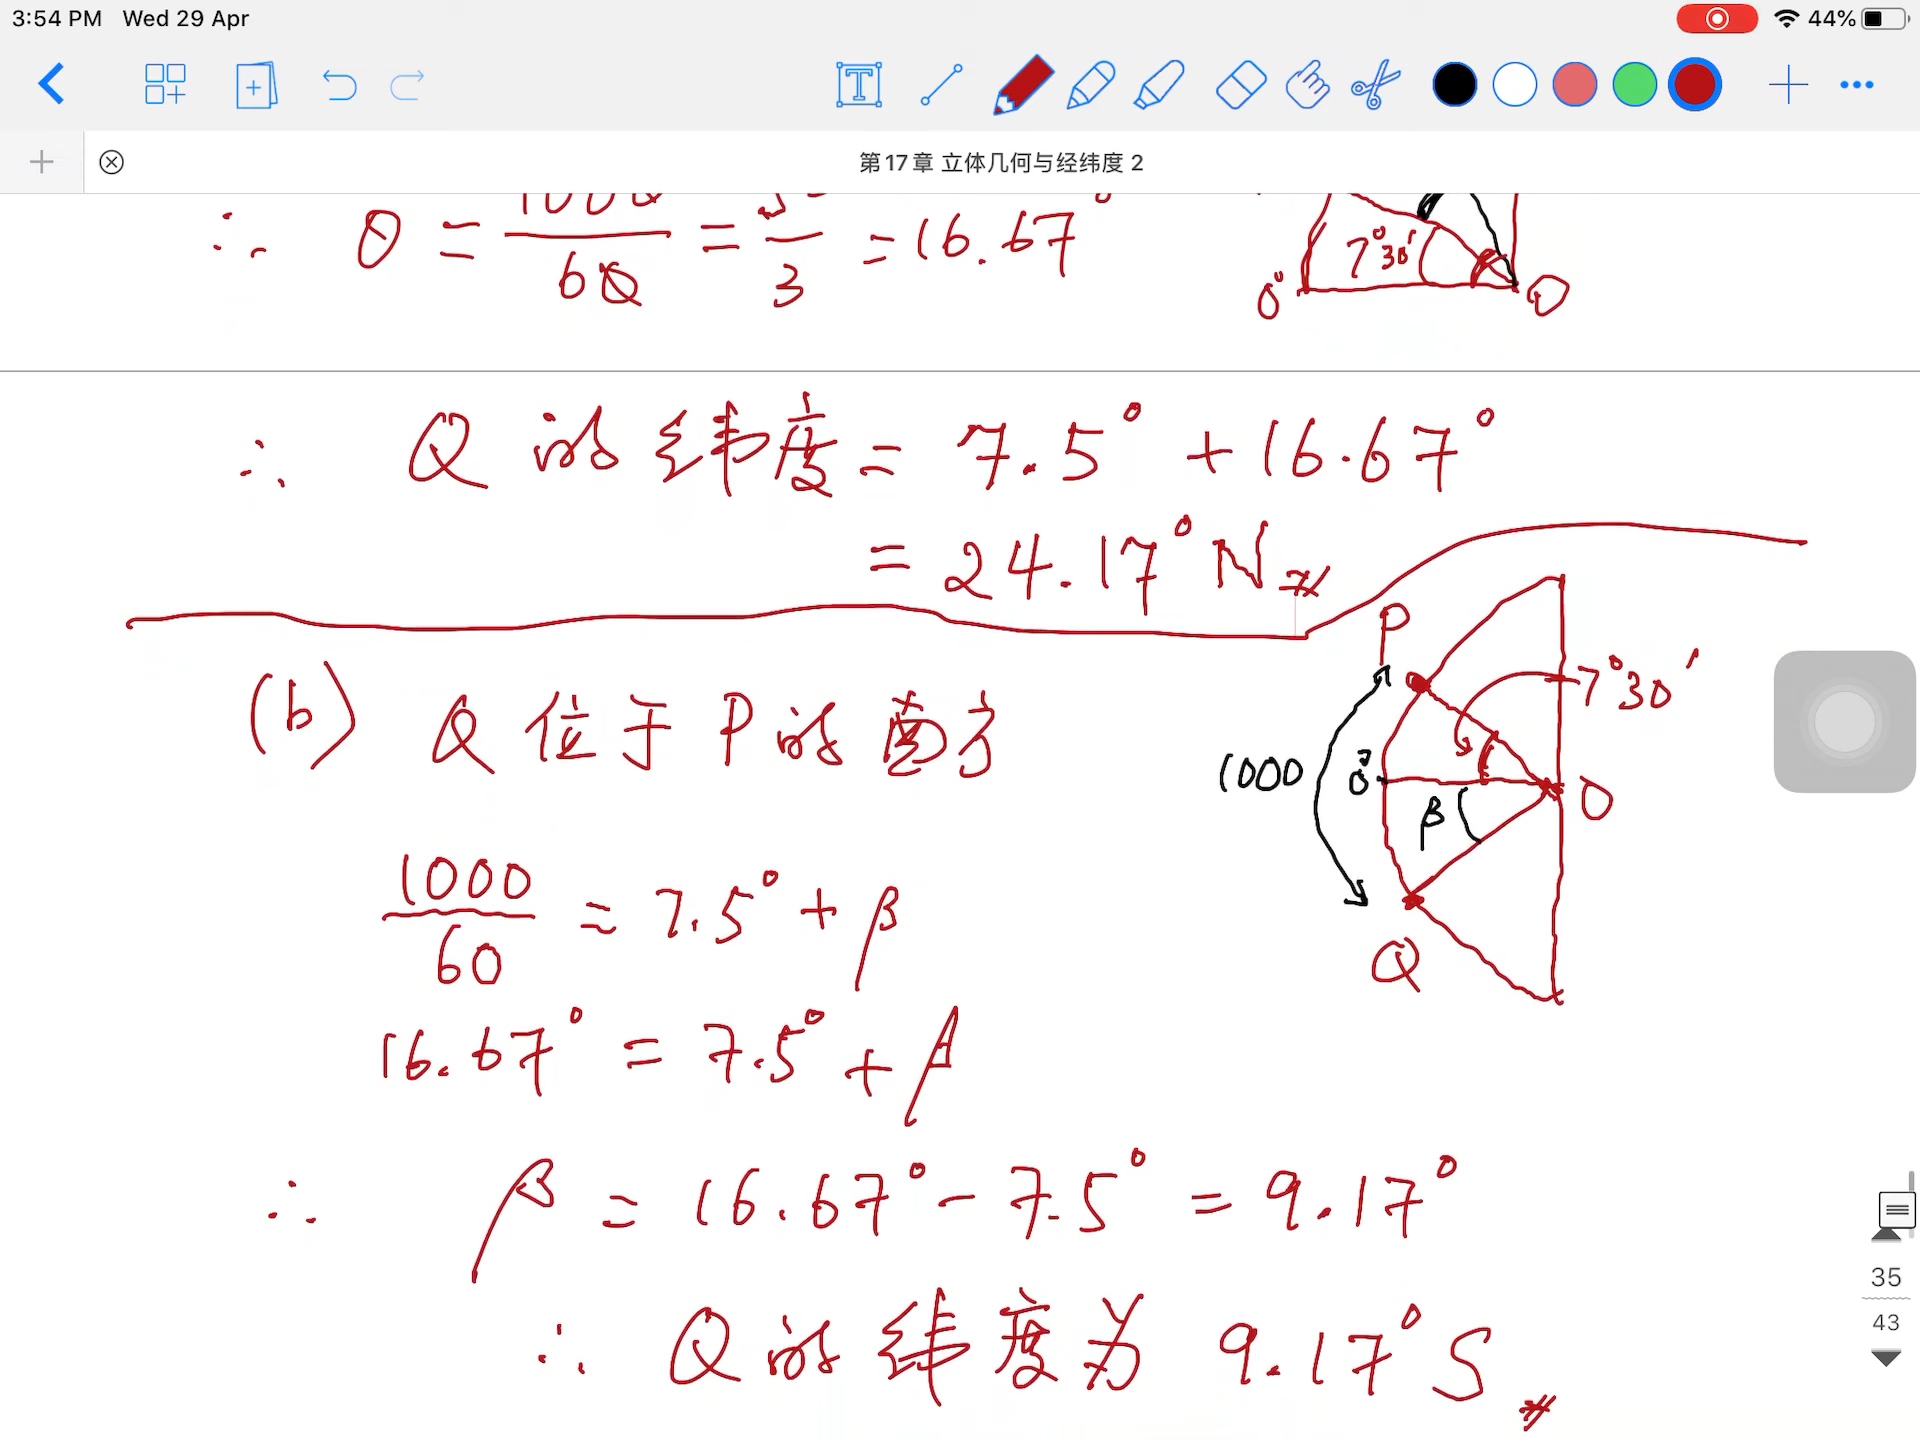 3:54 PM Wed 29 Apr
44%
T
第17章 立体几何与经纬度 2
∴ θ = 1000/60 = 50/3 = 16.67°
7°30'
0° O
∴ Q 的纬度 = 7.5° + 16.67°
= 24.17° N
(b) Q 位于 P 的南方
P
7°30'
1000 0° O
β
Q
1000/60 = 7.5° + β
16.67° = 7.5° + β
∴ β = 16.67° - 7.5° = 9.17°
∴ Q 的纬度为 9.17° S
35
43